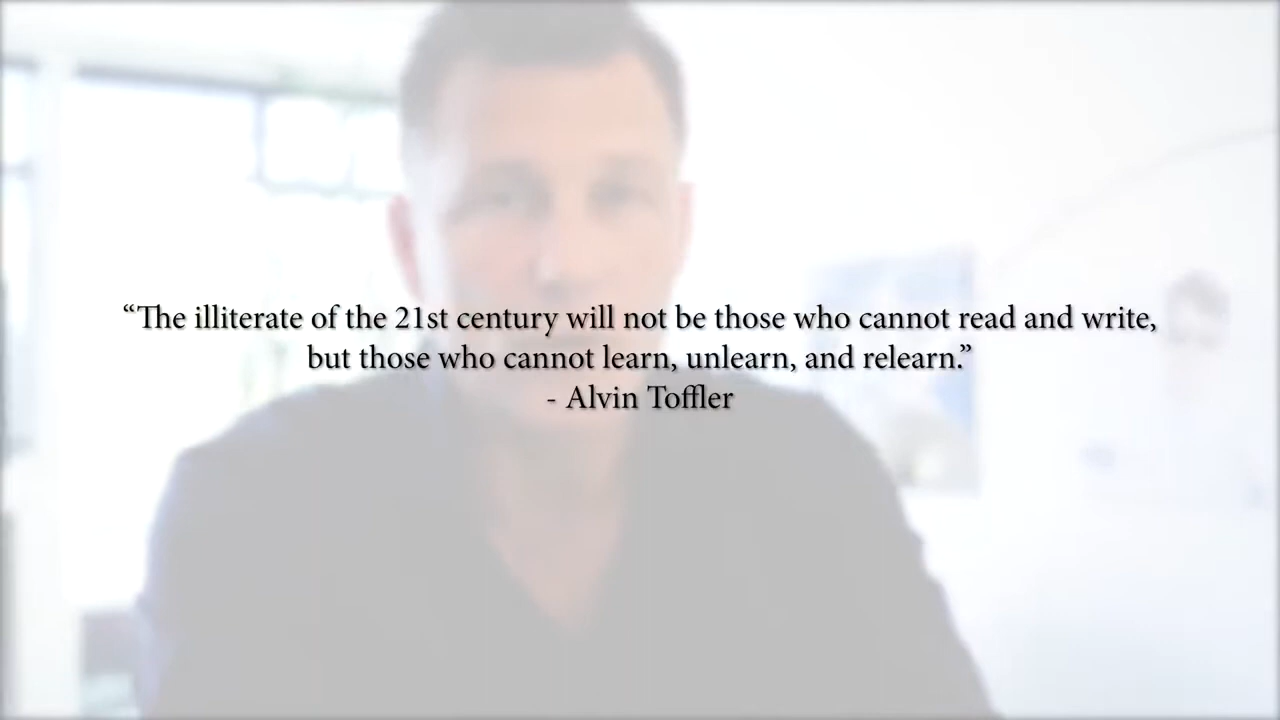 “The illiterate of the 21st century will not be those who cannot read and write,
but those who cannot learn, unlearn, and relearn.”
- Alvin Toffler